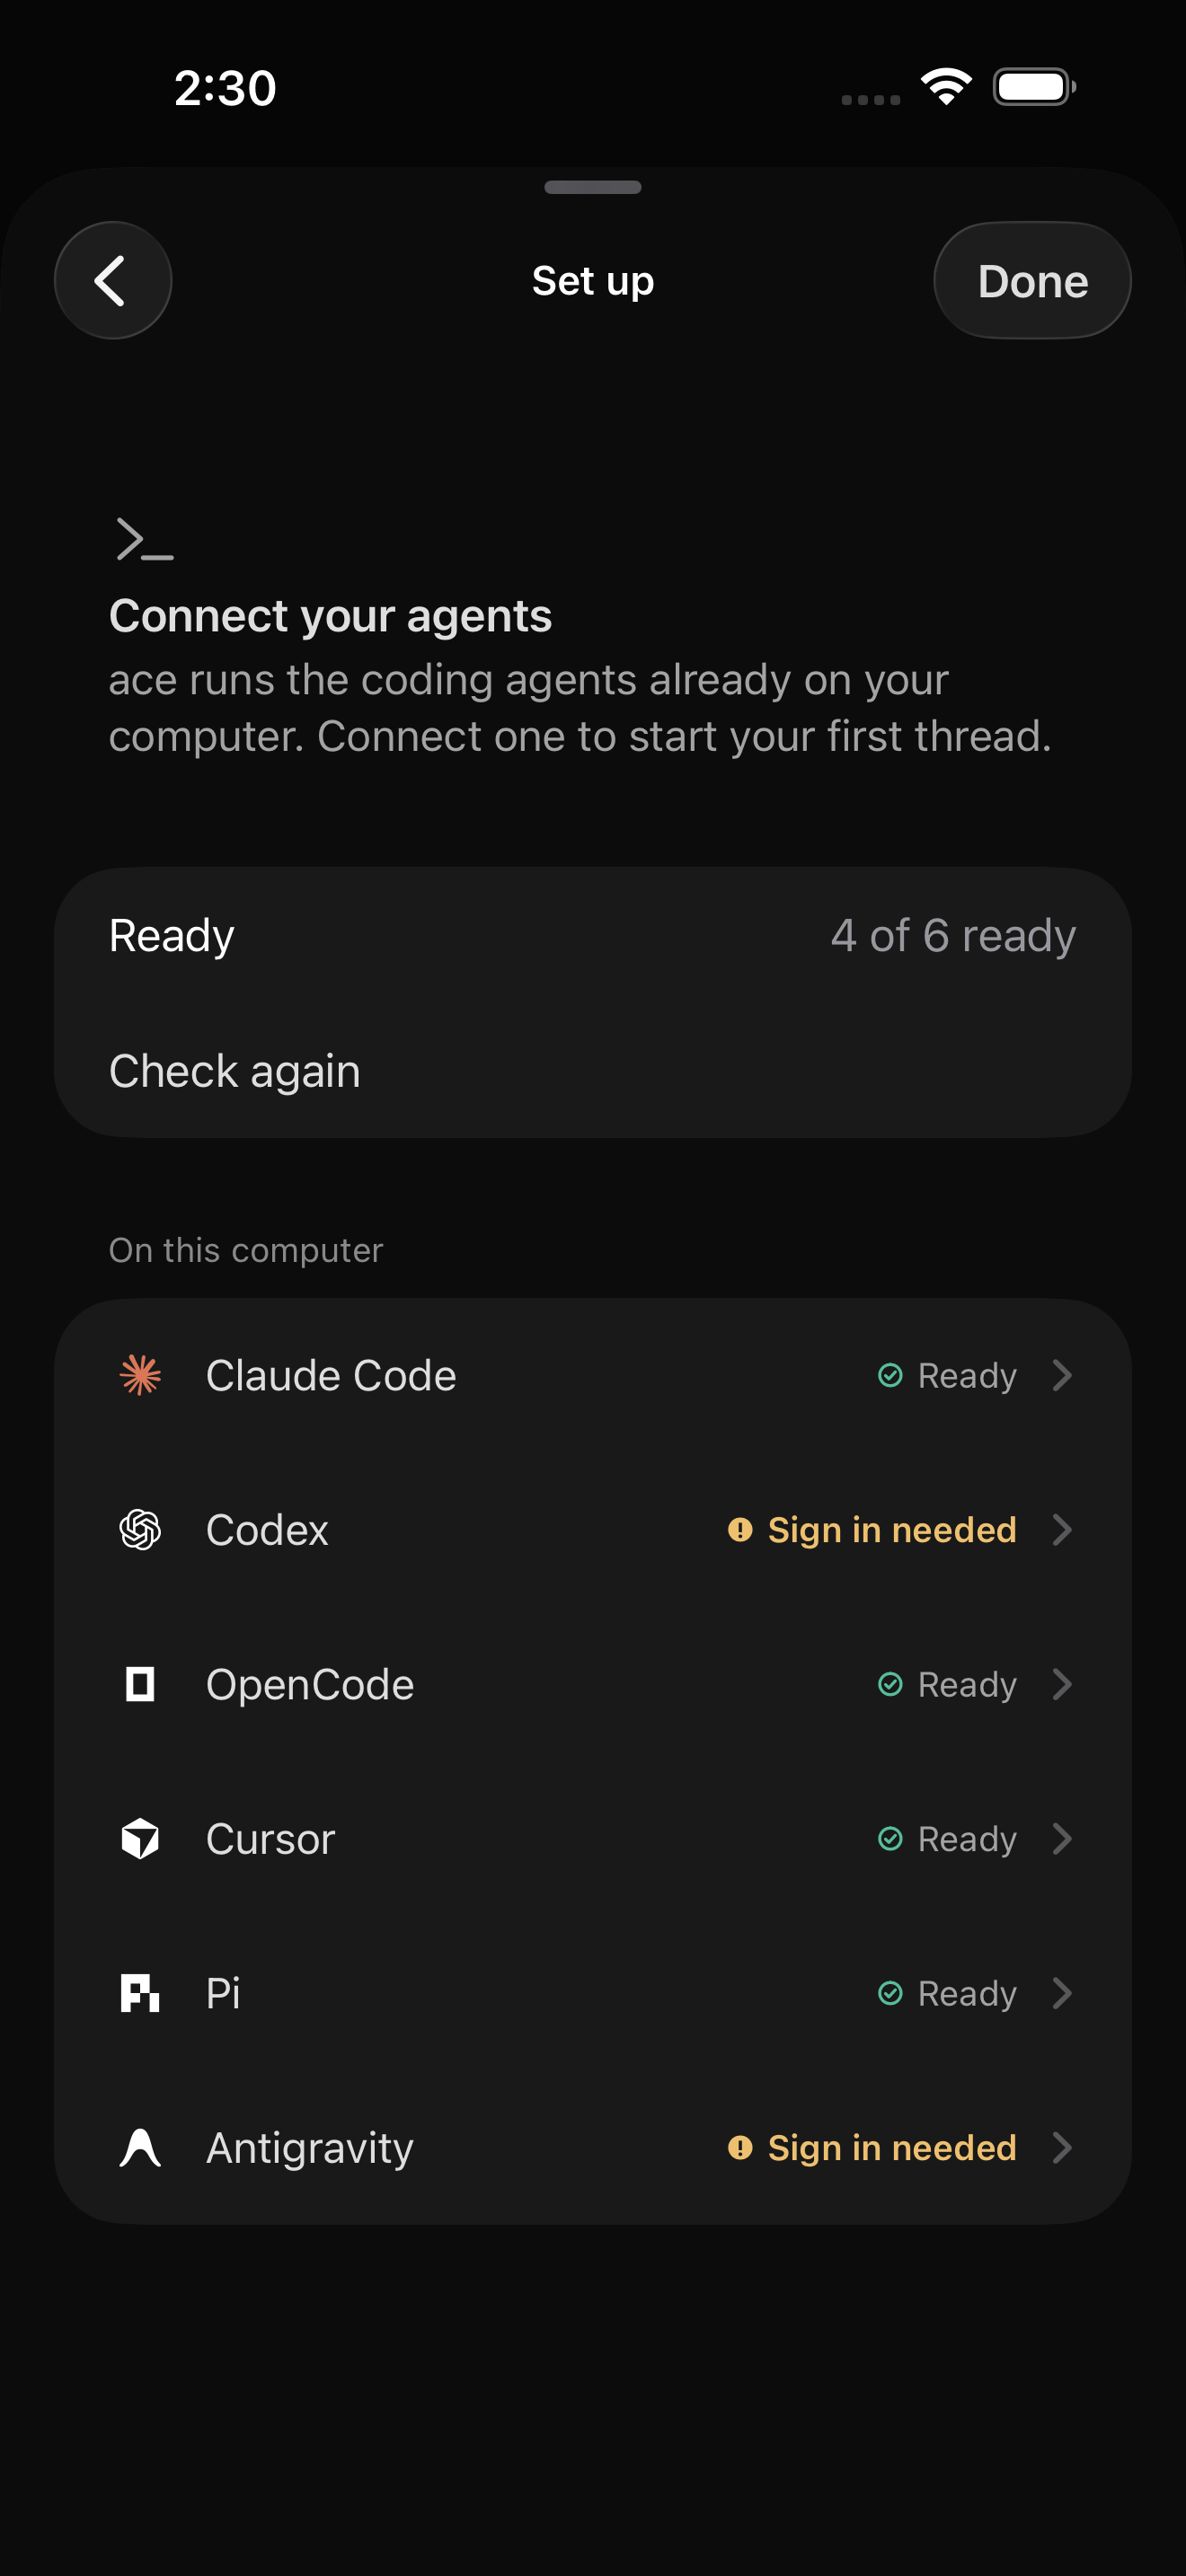 2:30
Set up
Done
Connect your agents
ace runs the coding agents already on your
computer. Connect one to start your first thread.
Ready
4 of 6 ready
Check again
On this computer
Claude Code
Ready
Codex
Sign in needed
OpenCode
Ready
Cursor
Ready
Pi
Ready
Antigravity
Sign in needed